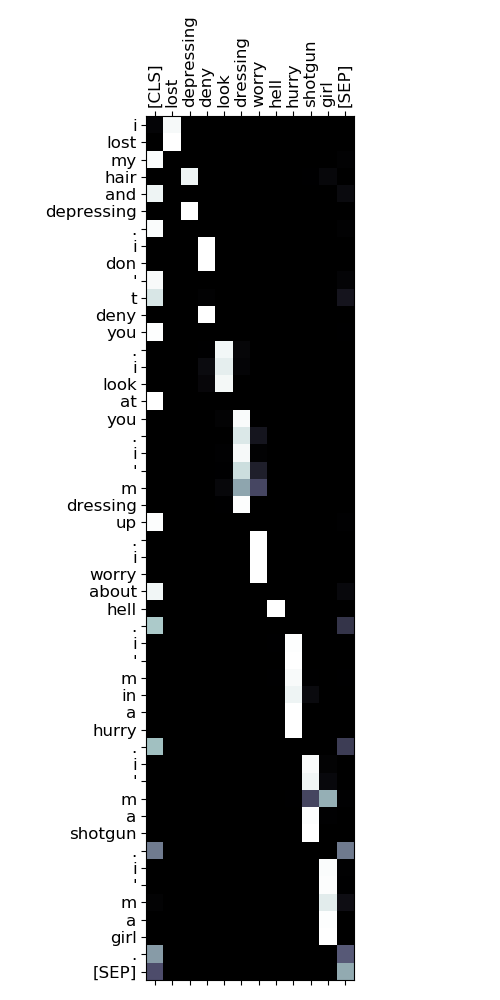 [CLS]
lost
depressing
deny
look
dressing
worry
hell
hurry
shotgun
girl
[SEP]
i
lost
my
hair
and
depressing
.
i
don
'
t
deny
you
.
i
look
at
you
.
i
'
m
dressing
up
.
i
worry
about
hell
.
i
'
m
in
a
hurry
.
i
'
m
a
shotgun
.
i
'
m
a
girl
.
[SEP]